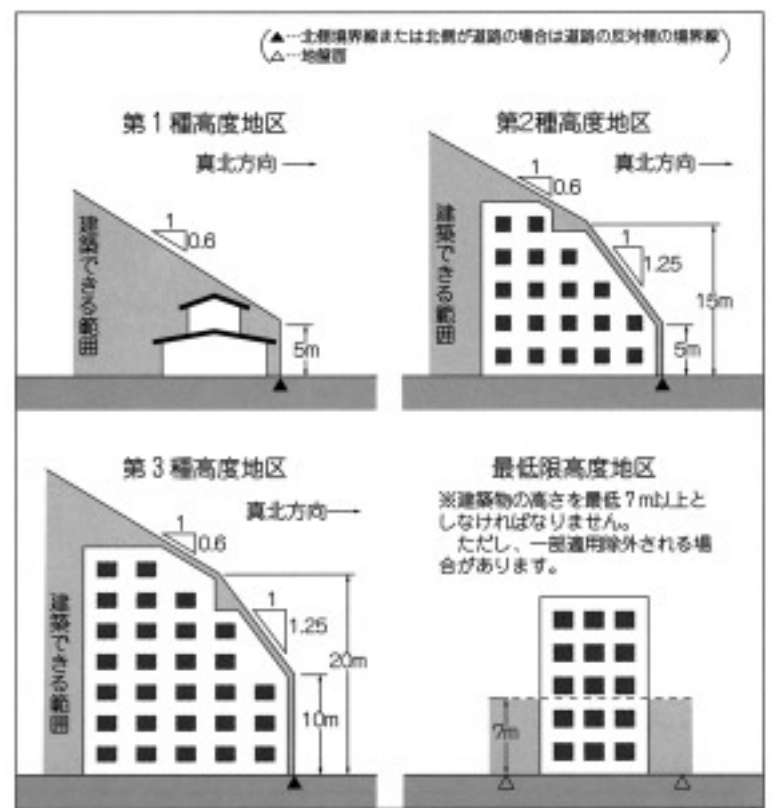 ▲…北側境界線または北側が道路の場合は道路の反対側の境界線
△…地盤面
第1種高度地区
真北方向
1
0.6
建築できる範囲
5m
第2種高度地区
真北方向
1
0.6
1
1.25
建築できる範囲
15m
5m
第3種高度地区
真北方向
1
0.6
1
1.25
建築できる範囲
20m
10m
最低限高度地区
※建築物の高さを最低7m以上と
しなければなりません。
ただし、一部適用除外される場
合があります。
7m